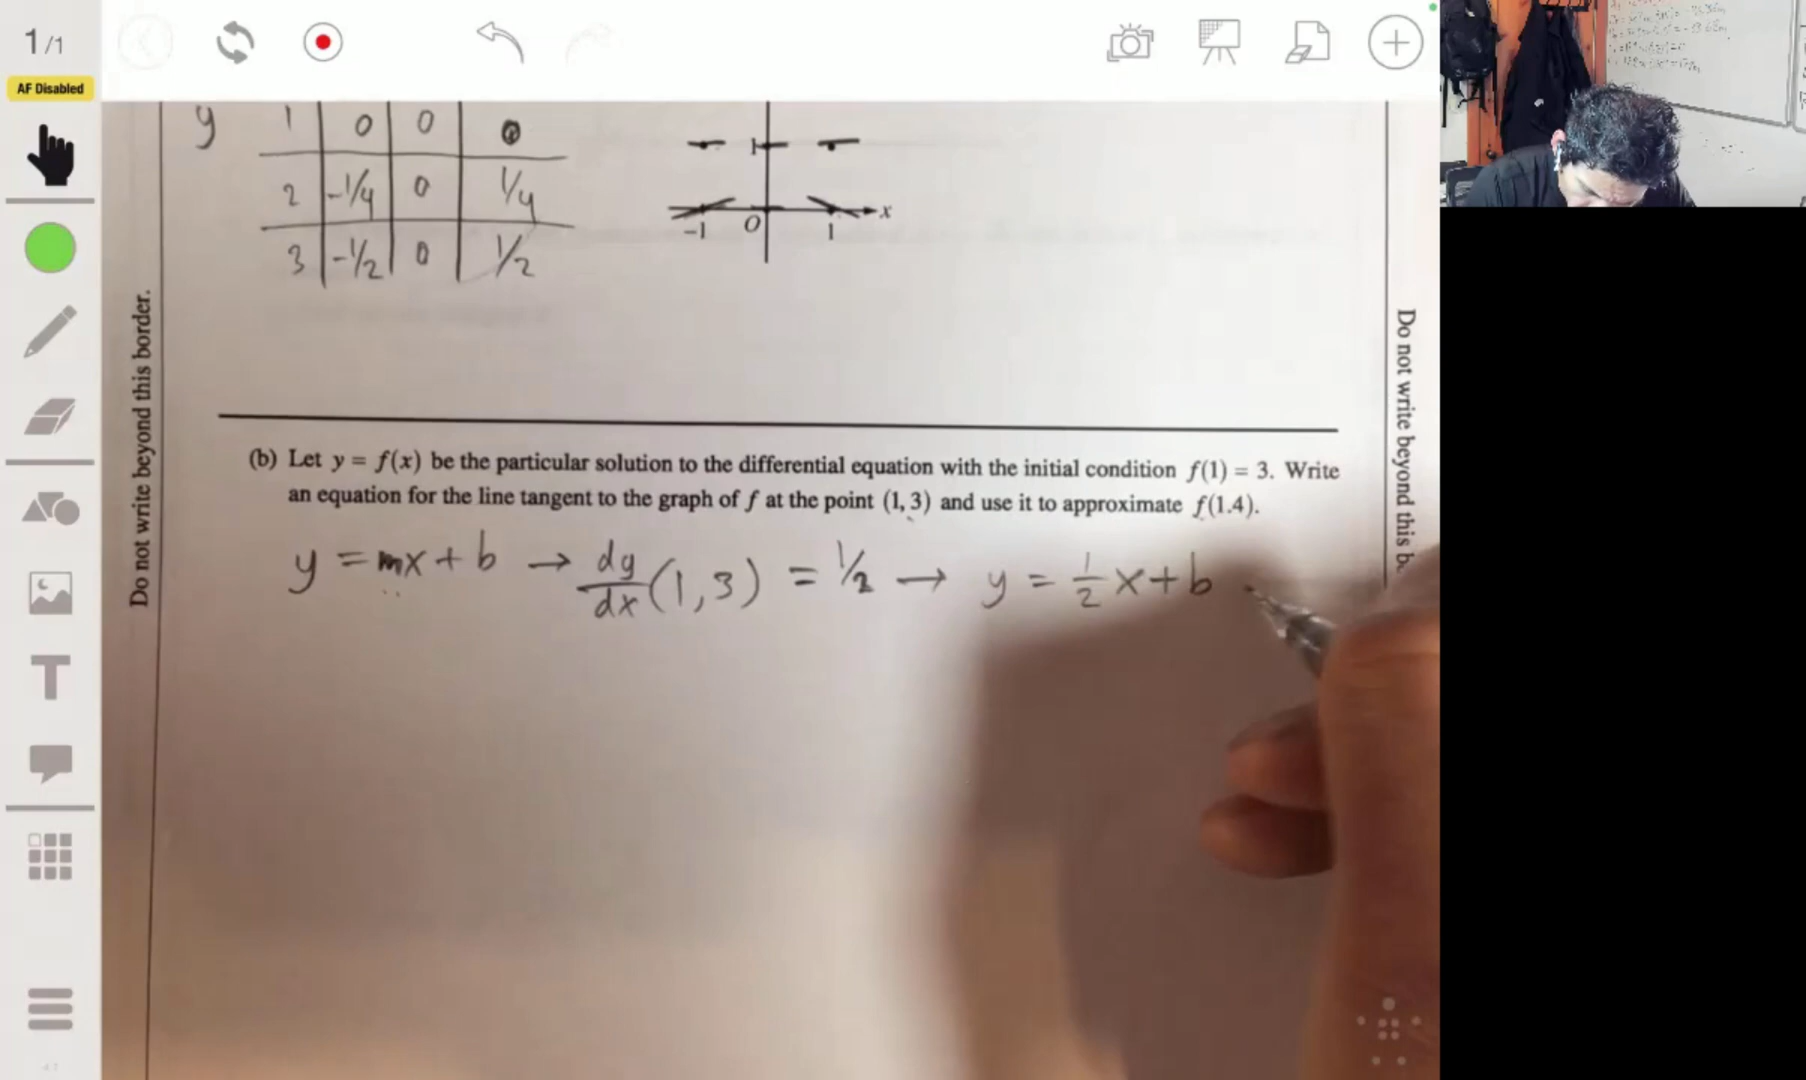 1/1
AF Disabled
y 1 0 0 0
2 -1/4 0 1/4
3 -1/2 0 1/2
x
-1 0 1
Do not write beyond this border.
Do not write beyond this b
(b) Let y = f(x) be the particular solution to the differential equation with the initial condition f(1) = 3. Write
an equation for the line tangent to the graph of f at the point (1, 3) and use it to approximate f(1.4).
y = mx + b → dy/dx (1, 3) = 1/2 → y = 1/2 x + b
T